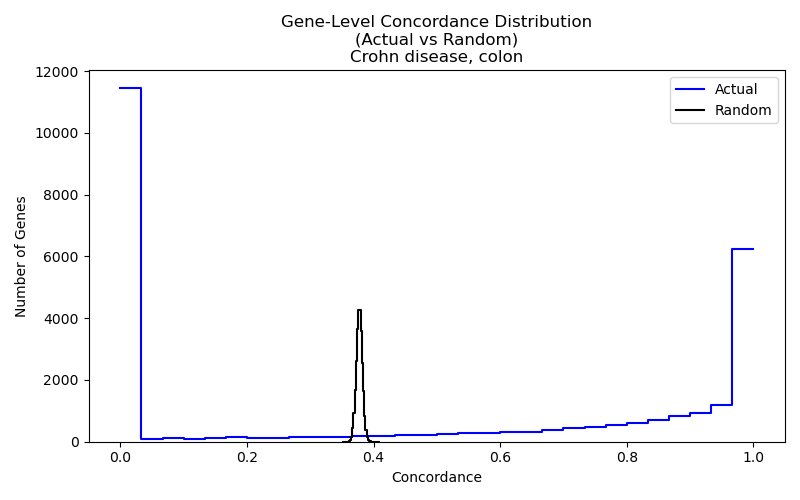 Gene-Level Concordance Distribution
(Actual vs Random)
Crohn disease, colon
12000
10000
8000
6000
4000
2000
0
Number of Genes
Actual
Random
0.0
0.2
0.4
0.6
0.8
1.0
Concordance